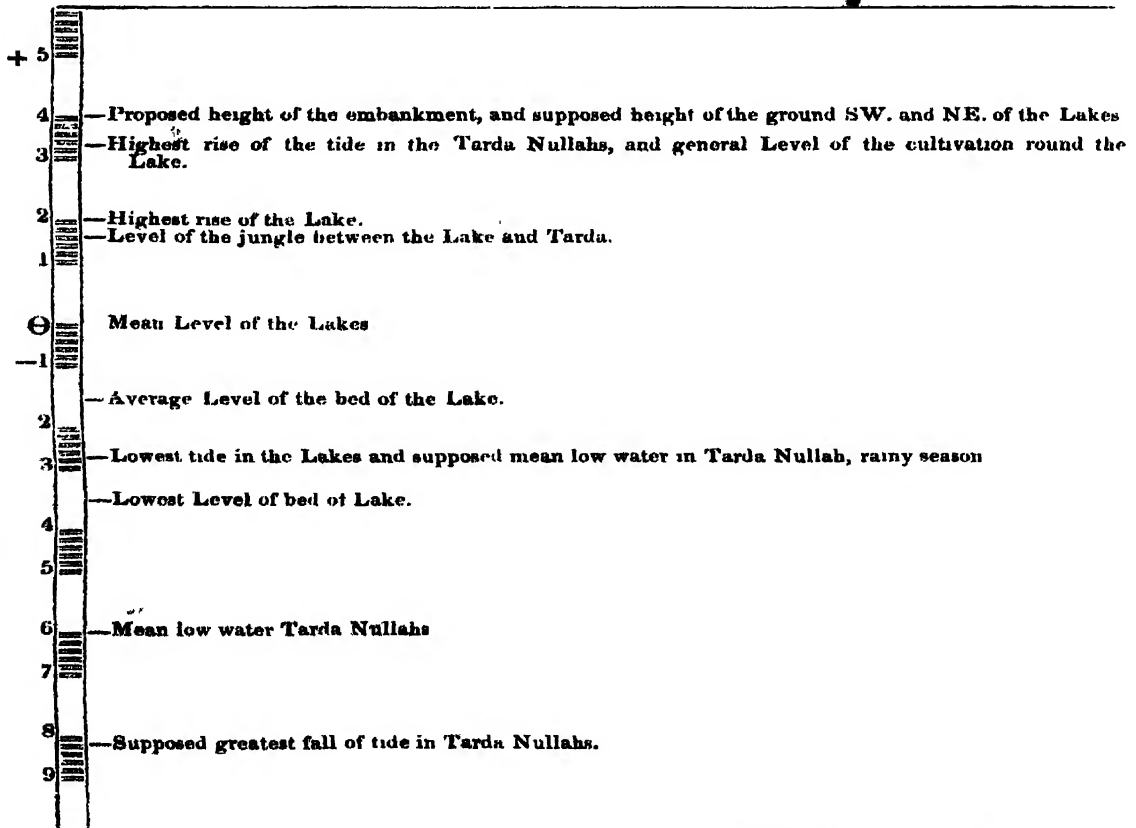 + 5
4 —Proposed height of the embankment, and supposed height of the ground SW. and NE. of the Lakes
3 —Highest rise of the tide in the Tarda Nullahs, and general Level of the cultivation round the
Lake.
2 —Highest rise of the Lake.
—Level of the jungle between the Lake and Tarda.
1
0 Mean Level of the Lakes
—1
—Average Level of the bed of the Lake.
2
3 —Lowest tide in the Lakes and supposed mean low water in Tarda Nullah, rainy season
—Lowest Level of bed of Lake.
4
5
6 —Mean low water Tarda Nullahs
7
8 —Supposed greatest fall of tide in Tarda Nullahs.
9